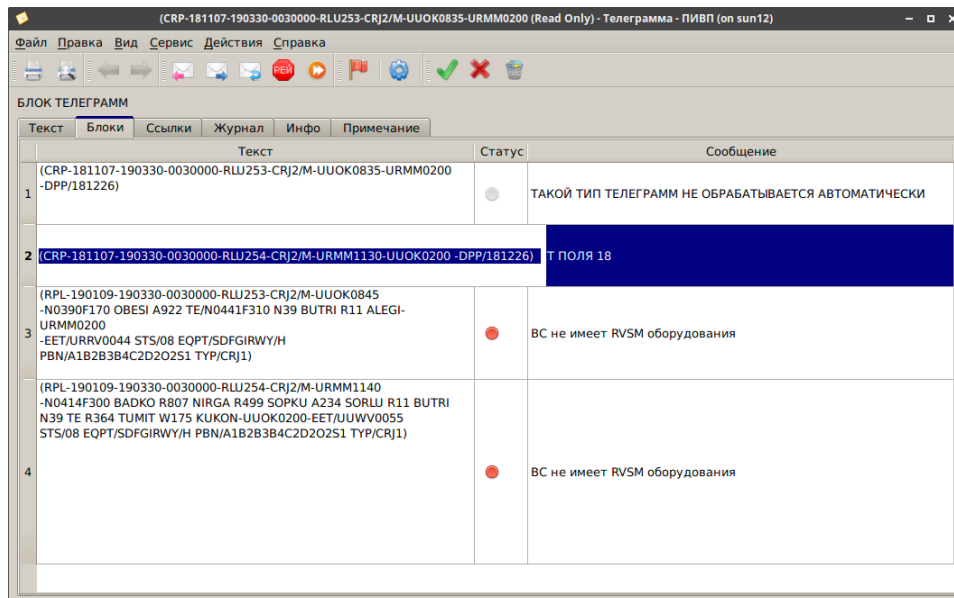 (CRP-181107-190330-0030000-RLU253-CRJ2/M-UUOK0835-URMM0200 (Read Only) - Телеграмма - ПИВП (on sun12)
Файл Правка Вид Сервис Действия Справка
РЕЙ
БЛОК ТЕЛЕГРАММ
Текст Блоки Ссылки Журнал Инфо Примечание
Текст Статус Сообщение
(CRP-181107-190330-0030000-RLU253-CRJ2/M-UUOK0835-URMM0200
-DPP/181226)
1 ТАКОЙ ТИП ТЕЛЕГРАММ НЕ ОБРАБАТЫВАЕТСЯ АВТОМАТИЧЕСКИ
2 (CRP-181107-190330-0030000-RLU254-CRJ2/M-URMM1130-UUOK0200 -DPP/181226) Т ПОЛЯ 18
(RPL-190109-190330-0030000-RLU253-CRJ2/M-UUOK0845
-N0390F170 OBESI A922 TE/N0441F310 N39 BUTRI R11 ALEGI-
URMM0200
3 ВС не имеет RVSM оборудования
-EET/URRV0044 STS/08 EQPT/SDFGIRWY/H
PBN/A1B2B3B4C2D2O2S1 TYP/CRJ1)
(RPL-190109-190330-0030000-RLU254-CRJ2/M-URMM1140
-N0414F300 BADKO R807 NIRGA R499 SOPKU A234 SORLU R11 BUTRI
N39 TE R364 TUMIT W175 KUKON-UUOK0200-EET/UUWV0055
STS/08 EQPT/SDFGIRWY/H PBN/A1B2B3B4C2D2O2S1 TYP/CRJ1)
4 ВС не имеет RVSM оборудования